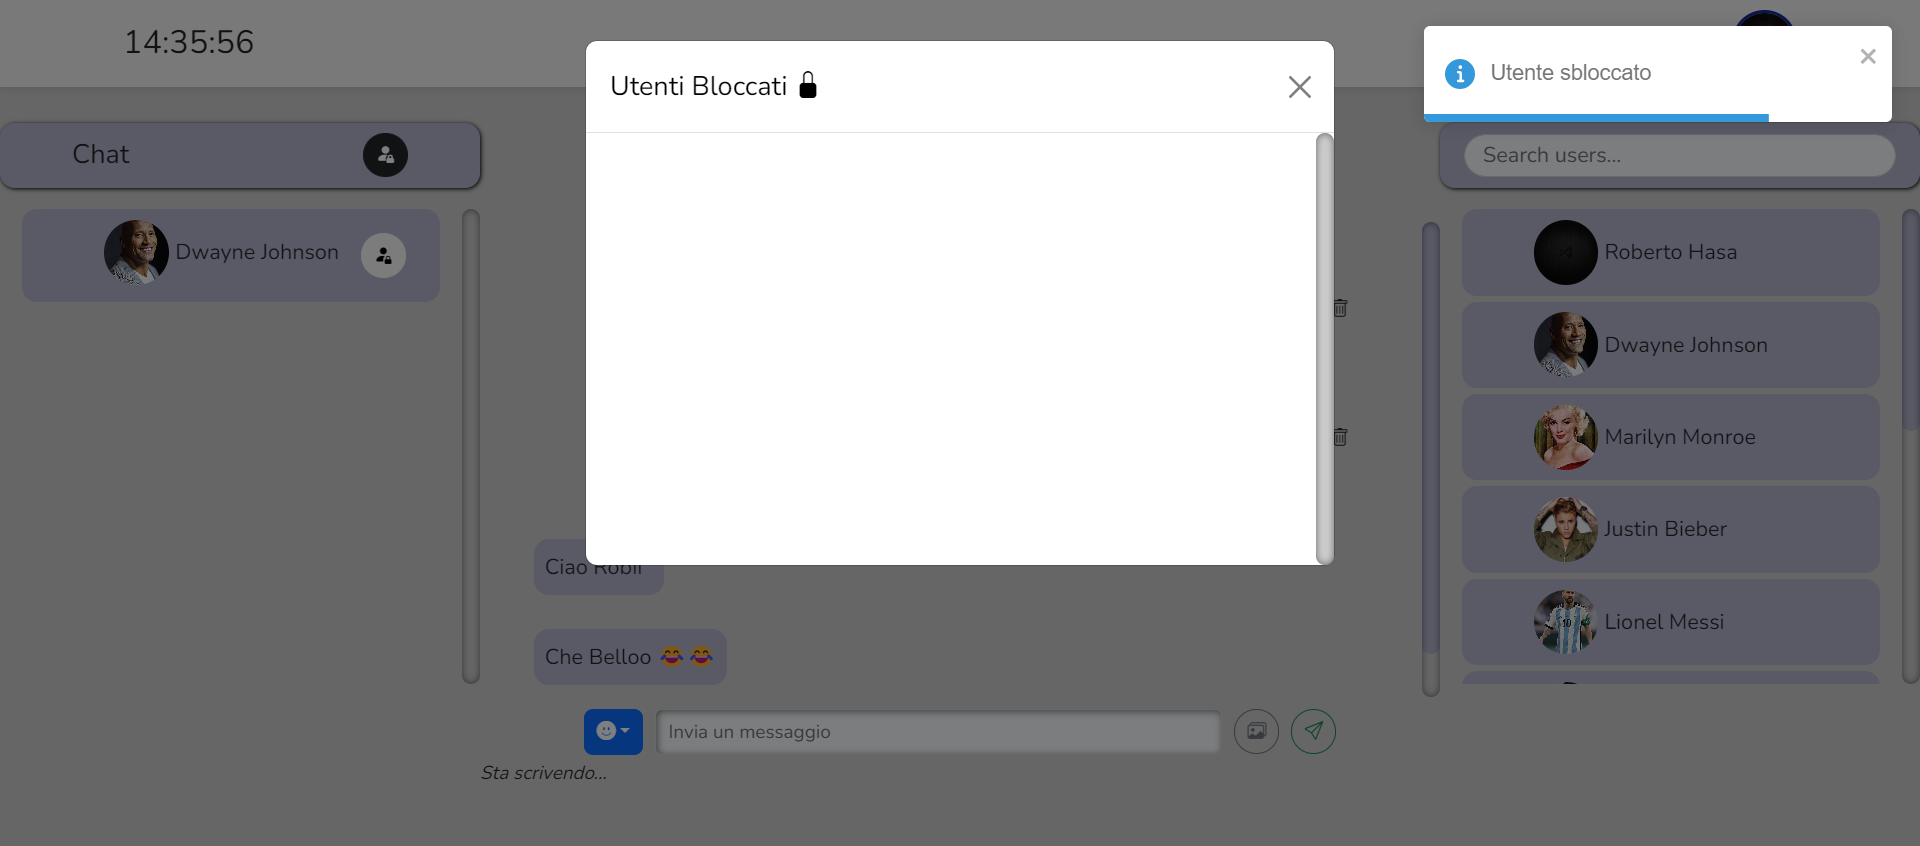 14:35:56
Utenti Bloccati
Utente sbloccato
Chat
Search users...
Dwayne Johnson
Roberto Hasa
Dwayne Johnson
Marilyn Monroe
Justin Bieber
Lionel Messi
Ciao Robii
Che Belloo 😂 😂
Invia un messaggio
Sta scrivendo...